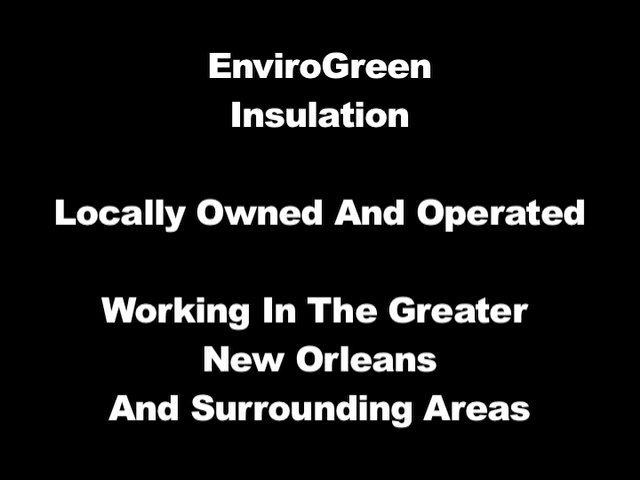 EnviroGreen
Insulation
Locally Owned And Operated
Working In The Greater
New Orleans
And Surrounding Areas